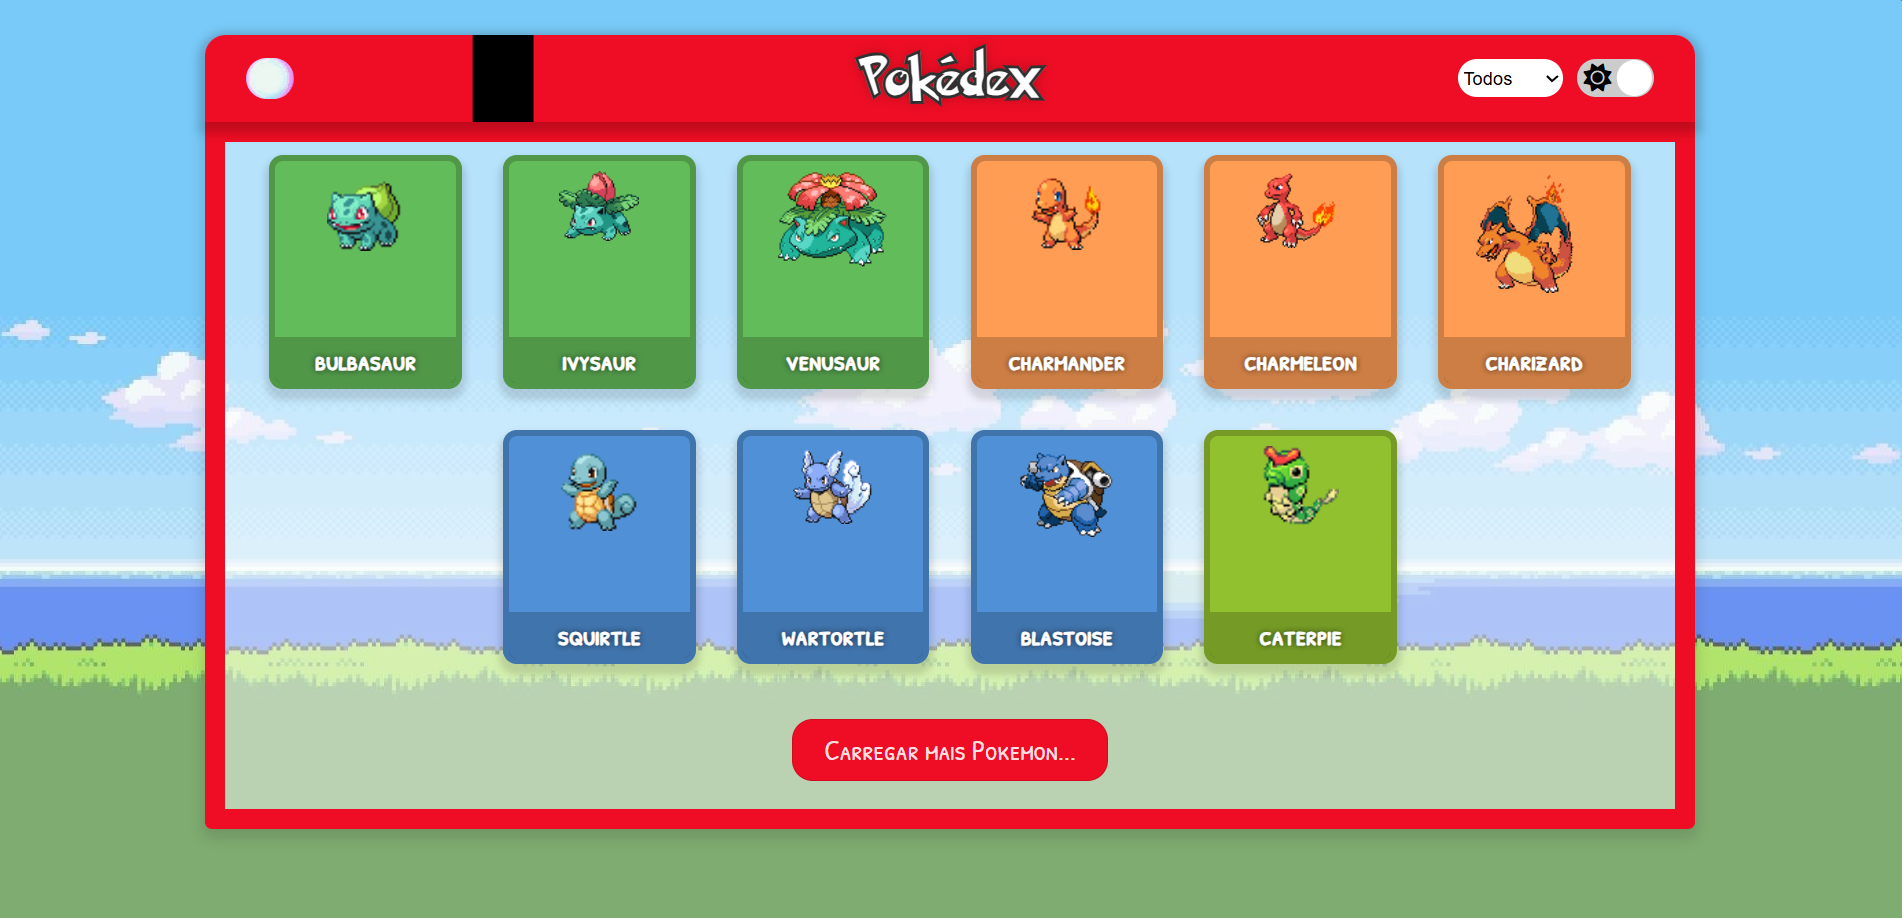 Pokédex
Todos
BULBASAUR
IVYSAUR
VENUSAUR
CHARMANDER
CHARMELEON
CHARIZARD
SQUIRTLE
WARTORTLE
BLASTOISE
CATERPIE
Carregar mais Pokemon...